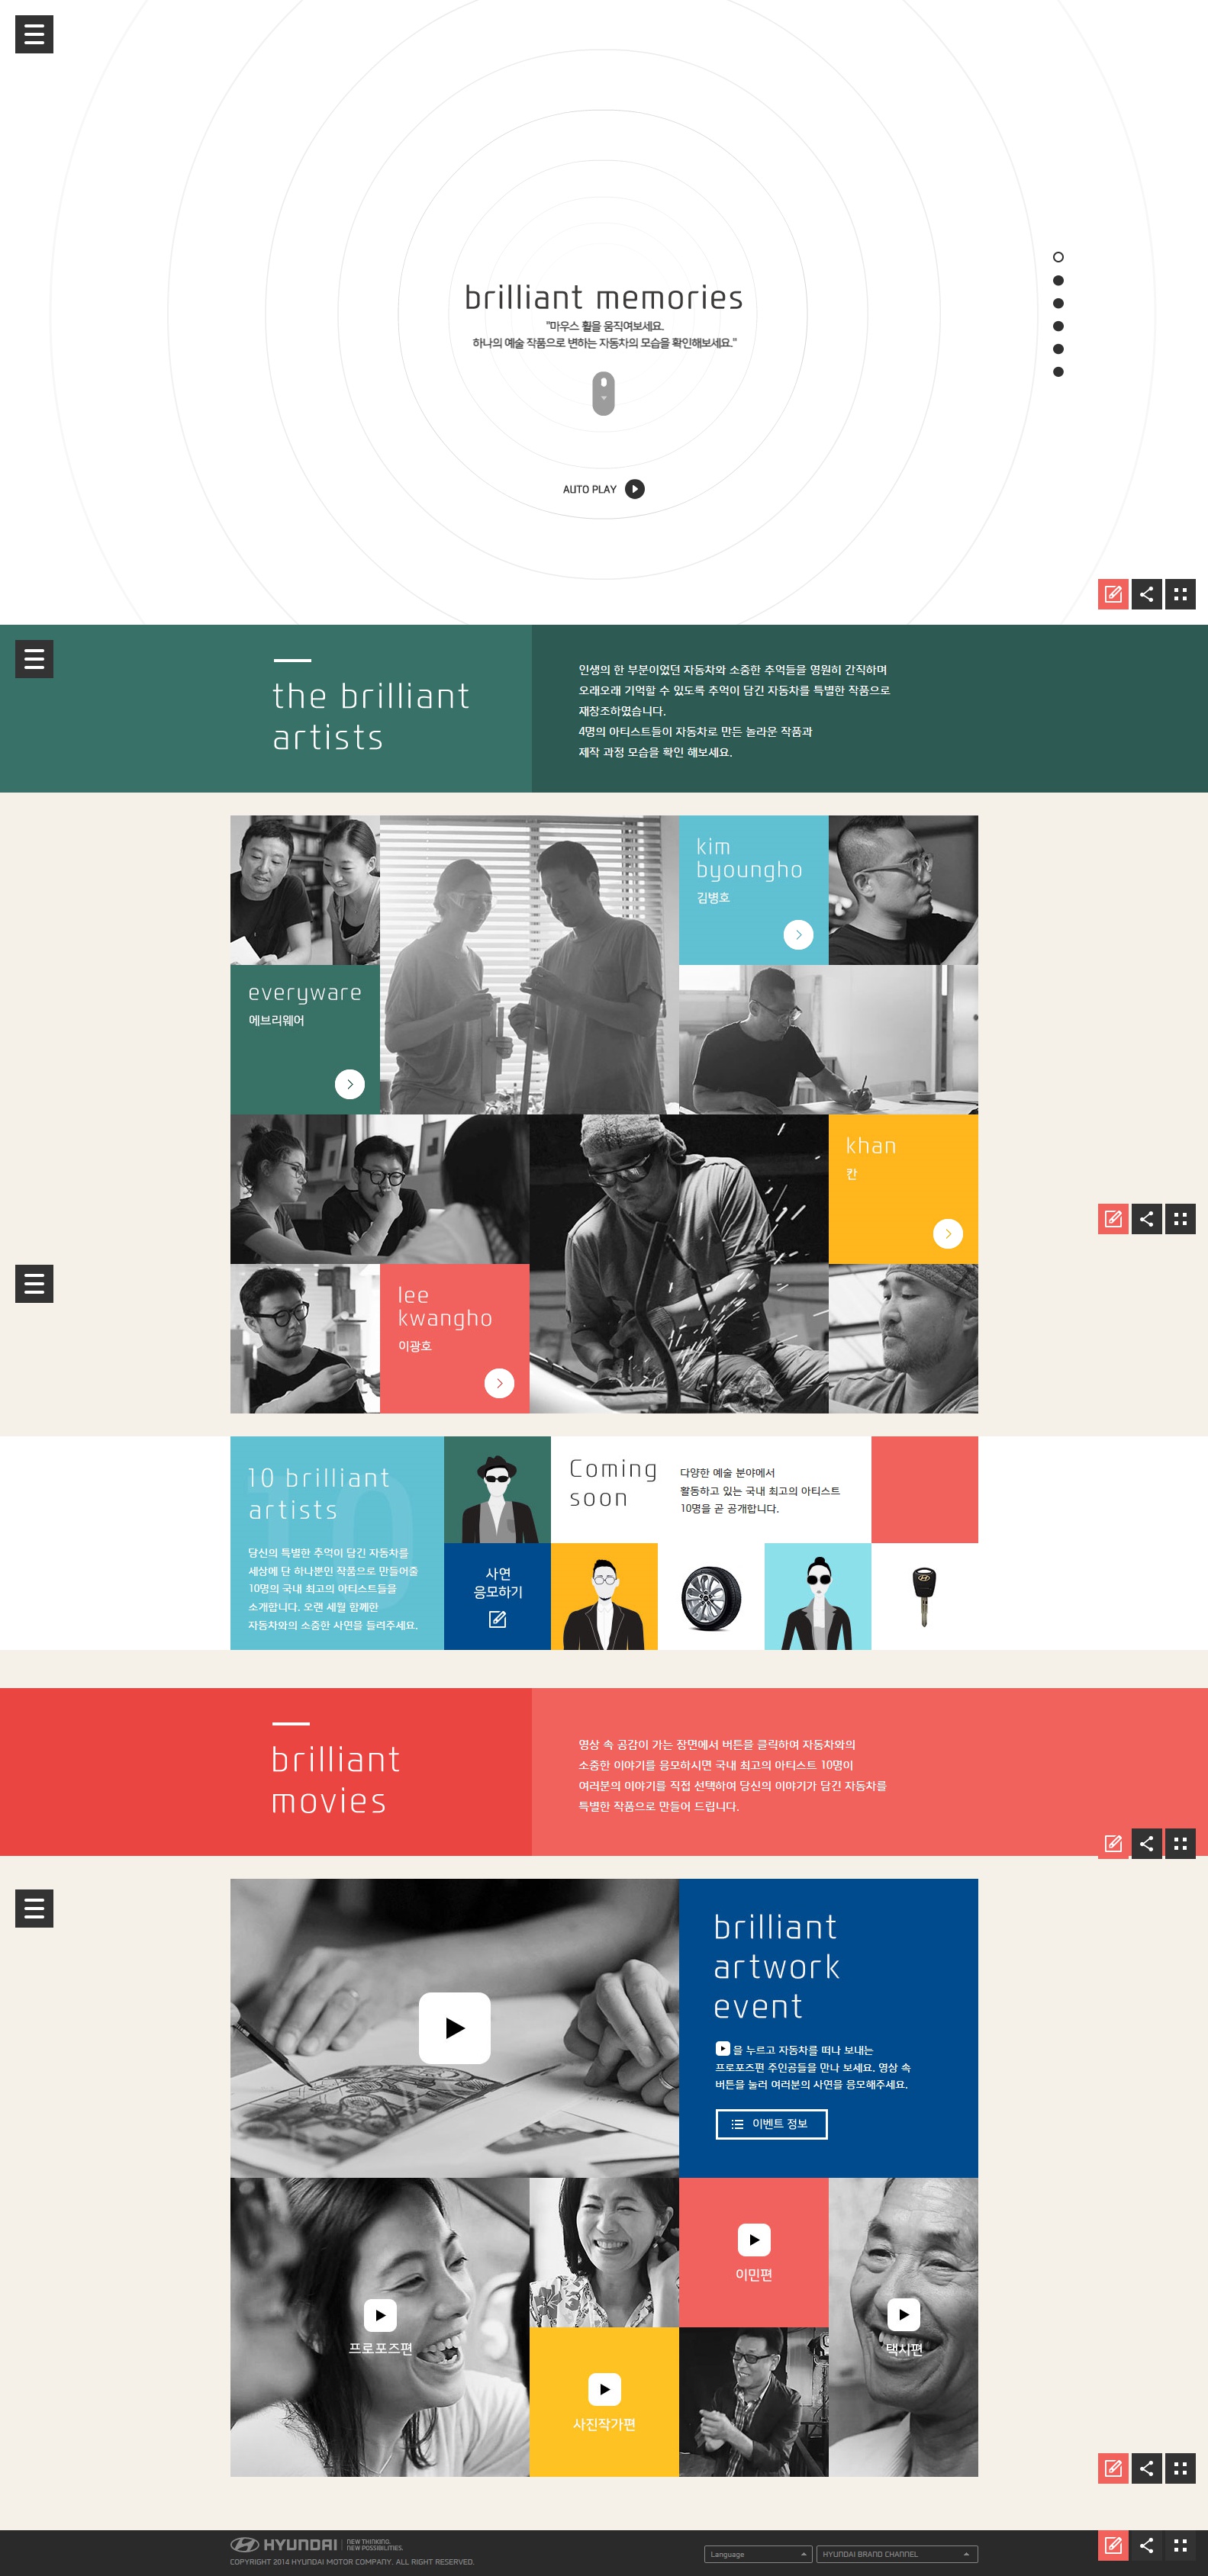 brilliant memories
"마우스 휠을 움직여보세요.
하나의 예술 작품으로 변하는 자동차의 모습을 확인해보세요."
AUTO PLAY
the brilliant
artists
인생의 한 부분이었던 자동차와 소중한 추억들을 영원히 간직하며
오래오래 기억할 수 있도록 추억이 담긴 자동차를 특별한 작품으로
재창조하였습니다.
4명의 아티스트들이 자동차로 만든 놀라운 작품과
제작 과정 모습을 확인 해보세요.
kim
byoungho
김병호
everyware
에브리웨어
khan
칸
lee
kwangho
이광호
10 brilliant
artists
당신의 특별한 추억이 담긴 자동차를
세상에 단 하나뿐인 작품으로 만들어줄
10명의 국내 최고의 아티스트들을
소개합니다. 오랜 세월 함께한
자동차와의 소중한 사연을 들려주세요.
사연
응모하기
Coming
soon
다양한 예술 분야에서
활동하고 있는 국내 최고의 아티스트
10명을 곧 공개합니다.
brilliant
movies
영상 속 공감이 가는 장면에서 버튼을 클릭하여 자동차와의
소중한 이야기를 응모하시면 국내 최고의 아티스트 10명이
여러분의 이야기를 직접 선택하여 당신의 이야기가 담긴 자동차를
특별한 작품으로 만들어 드립니다.
brilliant
artwork
event
을 누르고 자동차를 떠나 보내는
프로포즈편 주인공들을 만나 보세요. 영상 속
버튼을 눌러 여러분의 사연을 응모해주세요.
이벤트 정보
이민편
프로포즈편
택시편
사진작가편
HYUNDAI
NEW THINKING.
NEW POSSIBILITIES.
COPYRIGHT 2014 HYUNDAI MOTOR COMPANY. ALL RIGHT RESERVED.
Language
HYUNDAI BRAND CHANNEL